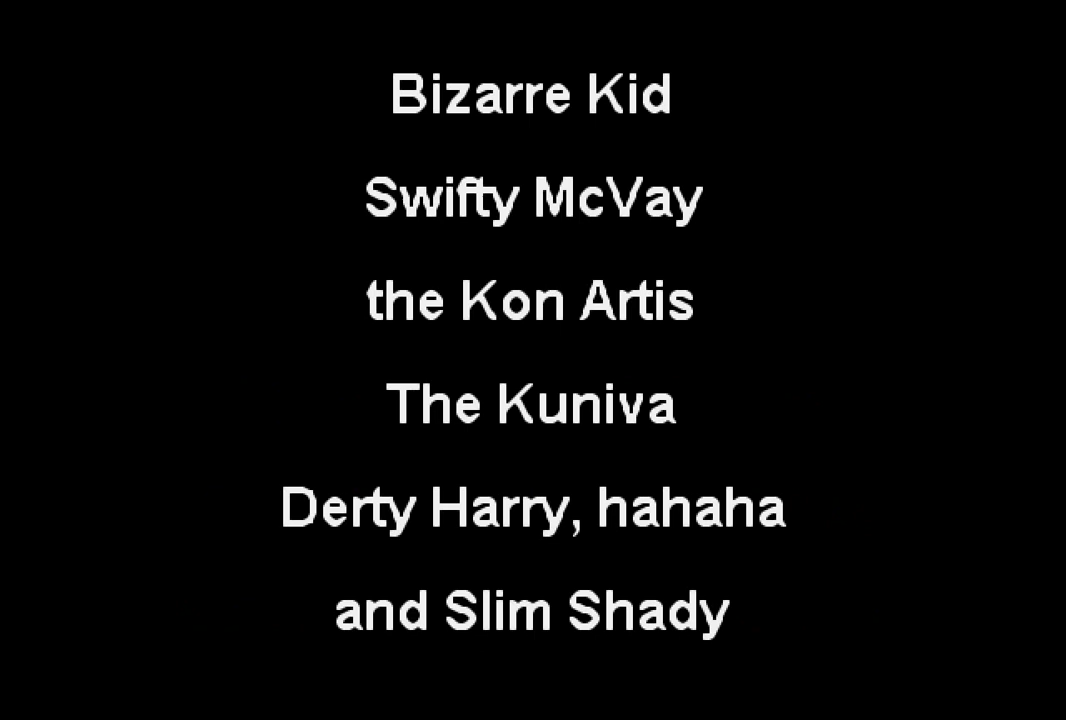 Bizarre Kid
Swifty McVay
the Kon Artis
The Kuniva
Derty Harry, hahaha
and Slim Shady